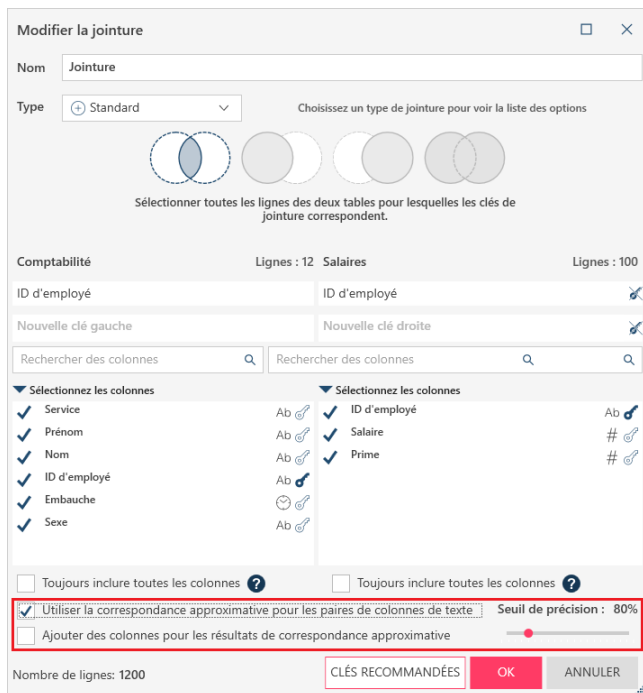 Modifier la jointure
Nom Jointure
Type Standard Choisissez un type de jointure pour voir la liste des options
Sélectionner toutes les lignes des deux tables pour lesquelles les clés de
jointure correspondent.
Comptabilité Lignes : 12 Salaires Lignes : 100
ID d'employé ID d'employé
Nouvelle clé gauche Nouvelle clé droite
Rechercher des colonnes Rechercher des colonnes
Sélectionnez les colonnes Sélectionnez les colonnes
Service Ab ID d'employé Ab
Prénom Ab Salaire #
Nom Ab Prime #
ID d'employé Ab
Embauche
Sexe Ab
Toujours inclure toutes les colonnes ? Toujours inclure toutes les colonnes ?
Utiliser la correspondance approximative pour les paires de colonnes de texte Seuil de précision : 80%
Ajouter des colonnes pour les résultats de correspondance approximative
Nombre de lignes: 1200 CLÉS RECOMMANDÉES OK ANNULER